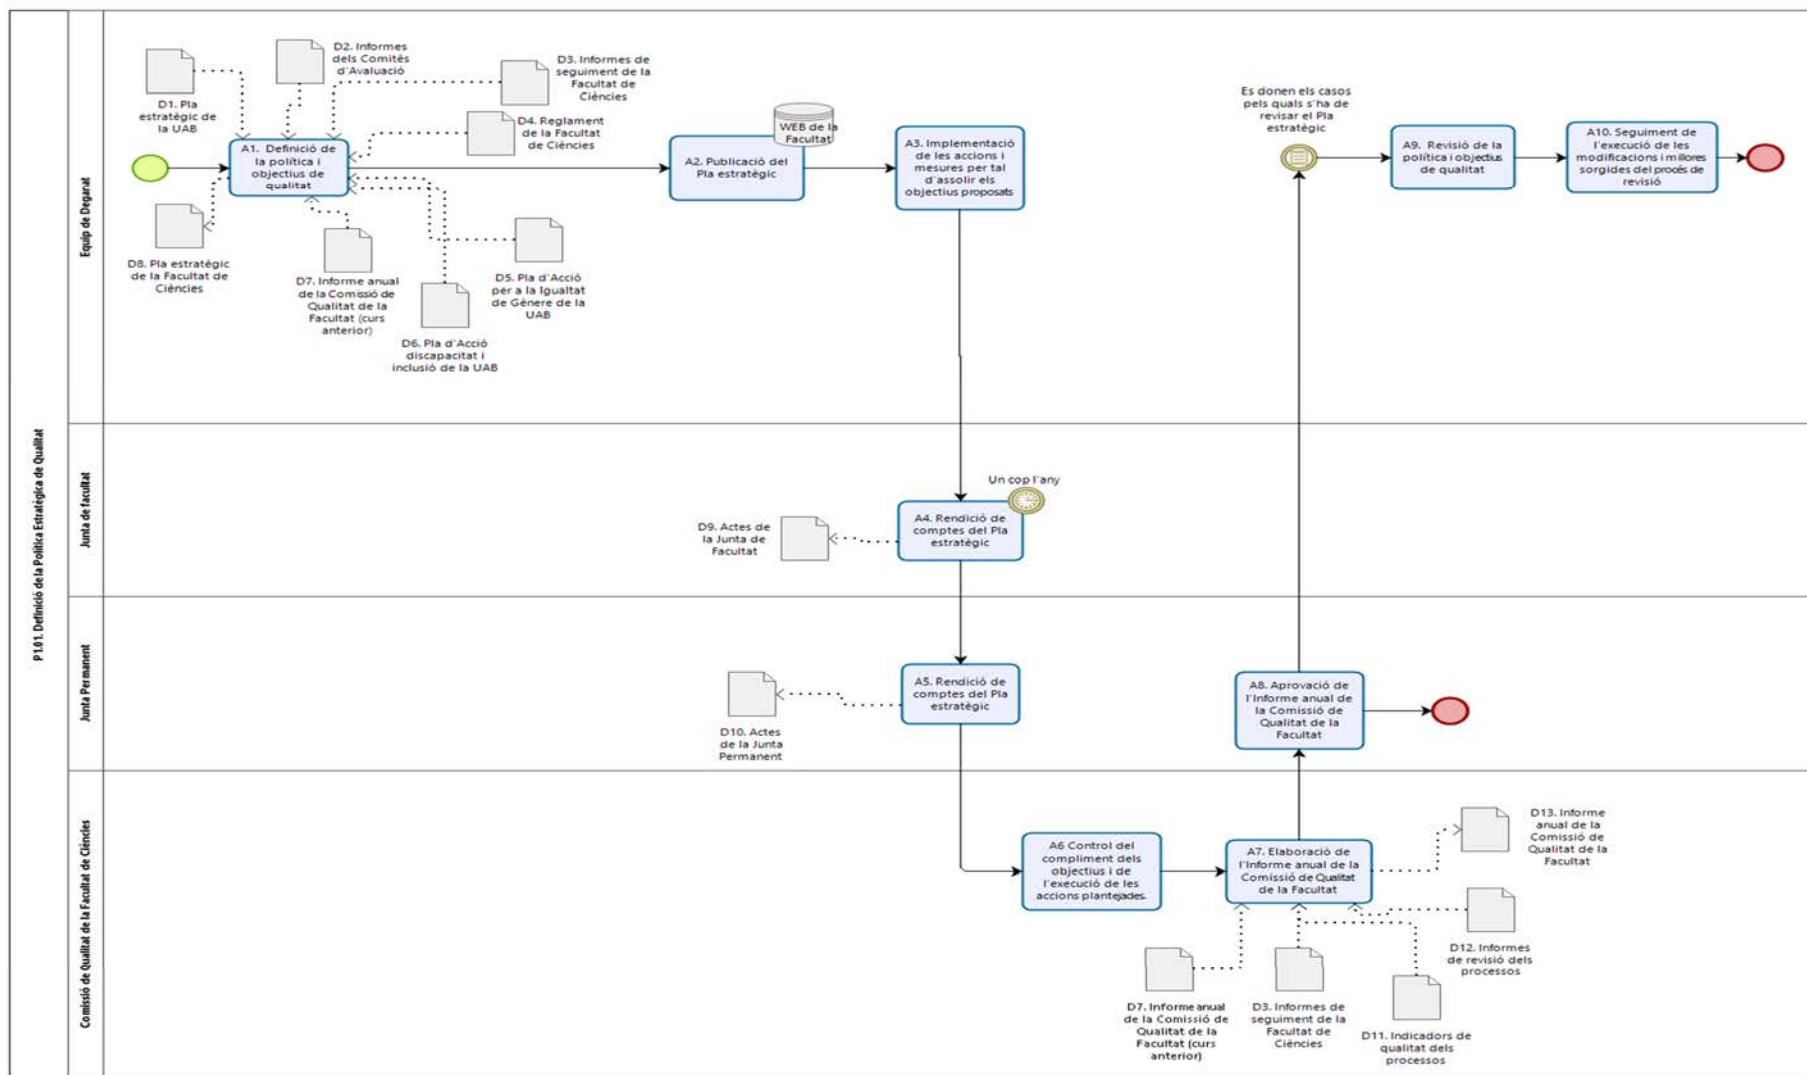 P1.01. Definició de la Política Estratègica de Qualitat
Equip de Deganat
D1. Pla
estratègic de
la UAB
D2. Informes
dels Comitès
d'Avaluació
D3. Informes de
seguiment de la
Facultat de
Ciències
D4. Reglament
de la Facultat
de Ciències
A1. Definició de
la política i
objectius de
qualitat
D8. Pla estratègic
de la Facultat de
Ciències
D7. Informe anual
de la Comissió de
Qualitat de la
Facultat (curs
anterior)
D6. Pla d'Acció
discapacitat i
inclusió de la UAB
D5. Pla d'Acció
per a la Igualtat
de Gènere de la
UAB
A2. Publicació del
Pla estratègic
WEB de la
Facultat
A3. Implementació
de les accions i
mesures per tal
d'assolir els
objectius proposats
Es donen els casos
pels quals s'ha de
revisar el Pla
estratègic
A9. Revisió de la
política i objectius
de qualitat
A10. Seguiment de
l'execució de les
modificacions i millores
sorgides del procés de
revisió
Junta de facultat
Un cop l'any
A4. Rendició de
comptes del Pla
estratègic
D9. Actes de
la Junta de
Facultat
Junta Permanent
A5. Rendició de
comptes del Pla
estratègic
D10. Actes
de la Junta
Permanent
A8. Aprovació de
l'Informe anual de
la Comissió de
Qualitat de la
Facultat
Comissió de Qualitat de la Facultat de Ciències
A6 Control del
compliment dels
objectius i de
l'execució de les
accions plantejades.
A7. Elaboració de
l'Informe anual de la
Comissió de Qualitat
de la Facultat
D13. Informe
anual de la
Comissió de
Qualitat de la
Facultat
D12. Informes
de revisió dels
processos
D7. Informe anual
de la Comissió de
Qualitat de la
Facultat (curs
anterior)
D3. Informes de
seguiment de la
Facultat de
Ciències
D11. Indicadors de
qualitat dels
processos